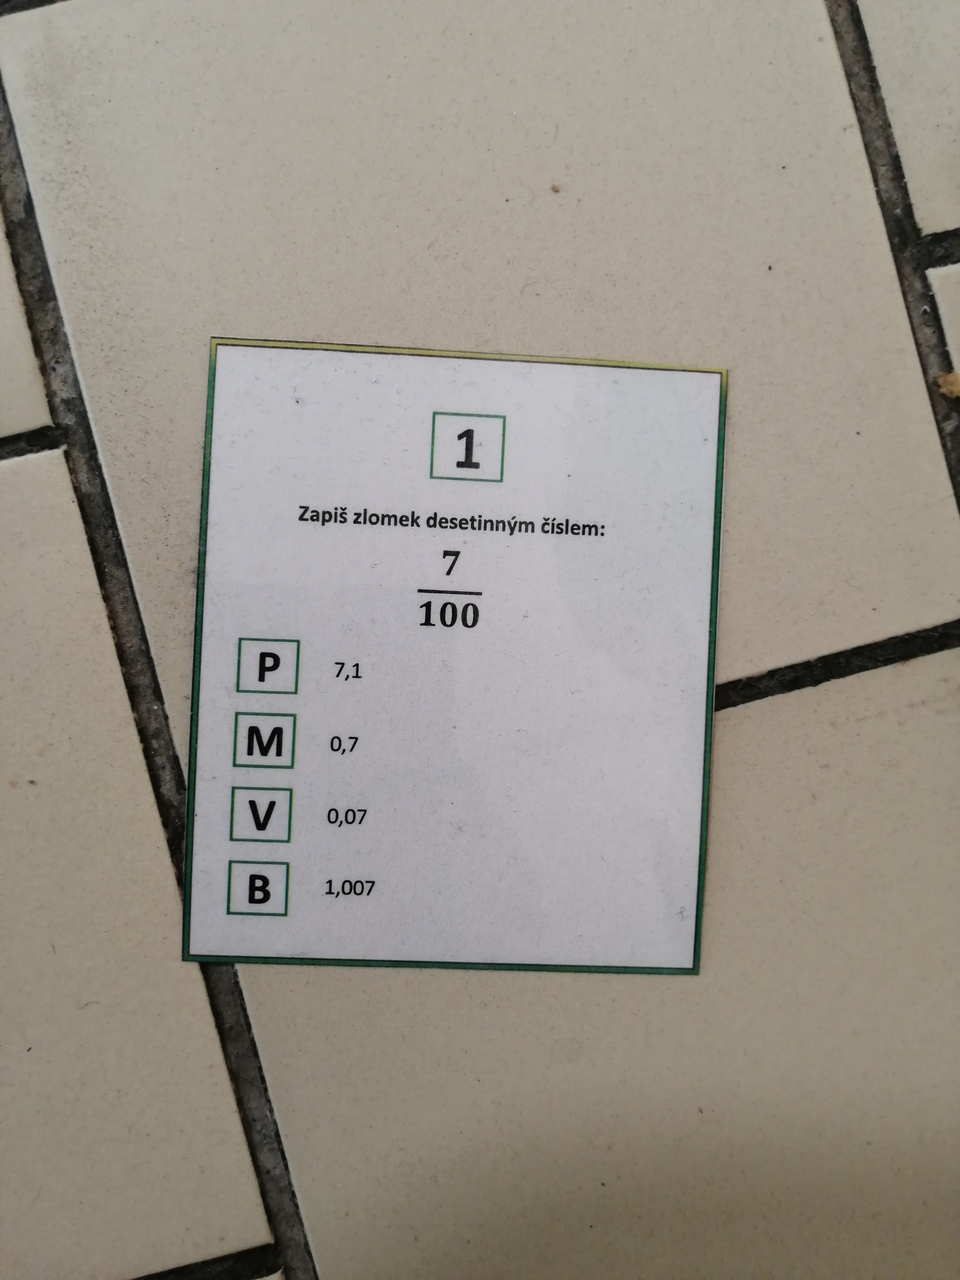 1
Zapiš zlomek desetinným číslem:
7
100
P 7,1
M 0,7
V 0,07
B 1,007